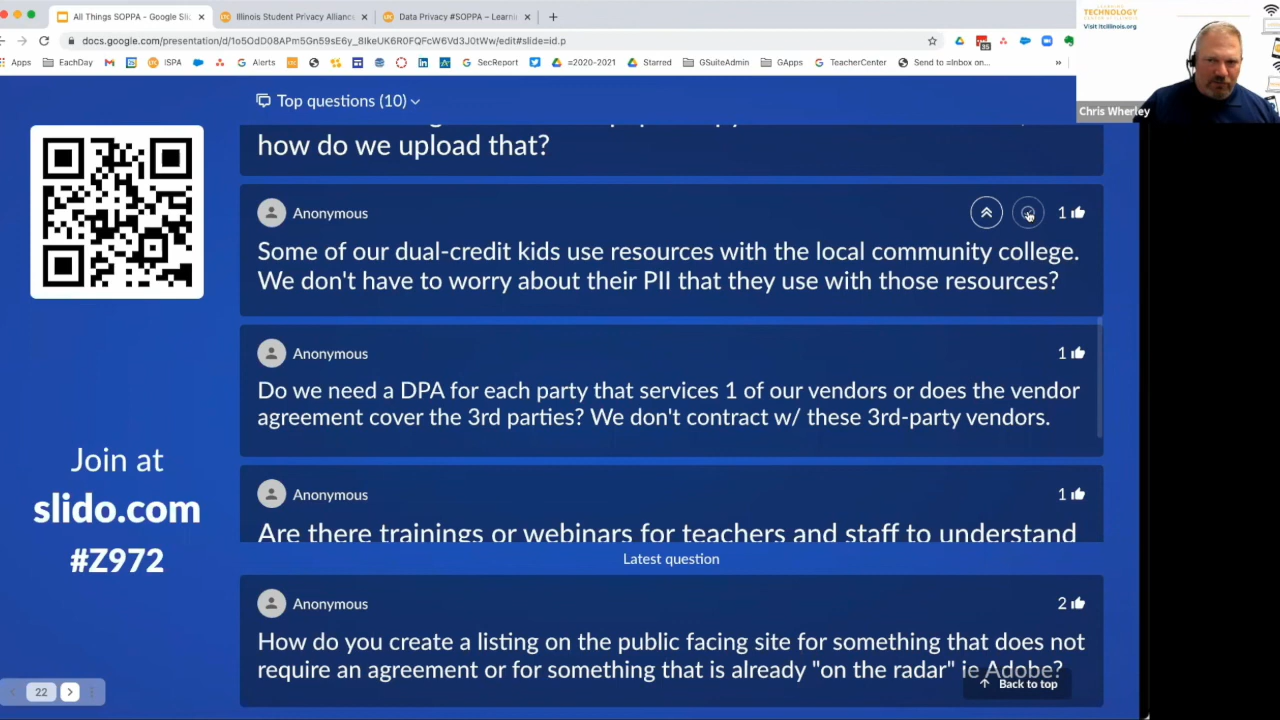 All Things SOPPA - Google Sli
Illinois Student Privacy Allianc
Data Privacy #SOPPA – Learni
docs.google.com/presentation/d/1o5OdD08APm5Gn59sE6y_8IkeUK6R0FQFcW6Vd3J0tWw/edit#slide=id.p
35
Apps
EachDay
ISPA
Alerts
SecReport
=2020-2021
Starred
GSuiteAdmin
GApps
TeacherCenter
Send to =Inbox on...
»
TECHNOLOGY
Visit ltcillinois.org
Chris Wherley
Top questions (10)
how do we upload that?
Anonymous
1
Some of our dual-credit kids use resources with the local community college.
We don't have to worry about their PII that they use with those resources?
Anonymous
1
Do we need a DPA for each party that services 1 of our vendors or does the vendor
agreement cover the 3rd parties? We don't contract w/ these 3rd-party vendors.
Anonymous
1
Are there trainings or webinars for teachers and staff to understand
Latest question
Anonymous
2
How do you create a listing on the public facing site for something that does not
require an agreement or for something that is already "on the radar" ie Adobe?
Back to top
Join at
slido.com
#Z972
22